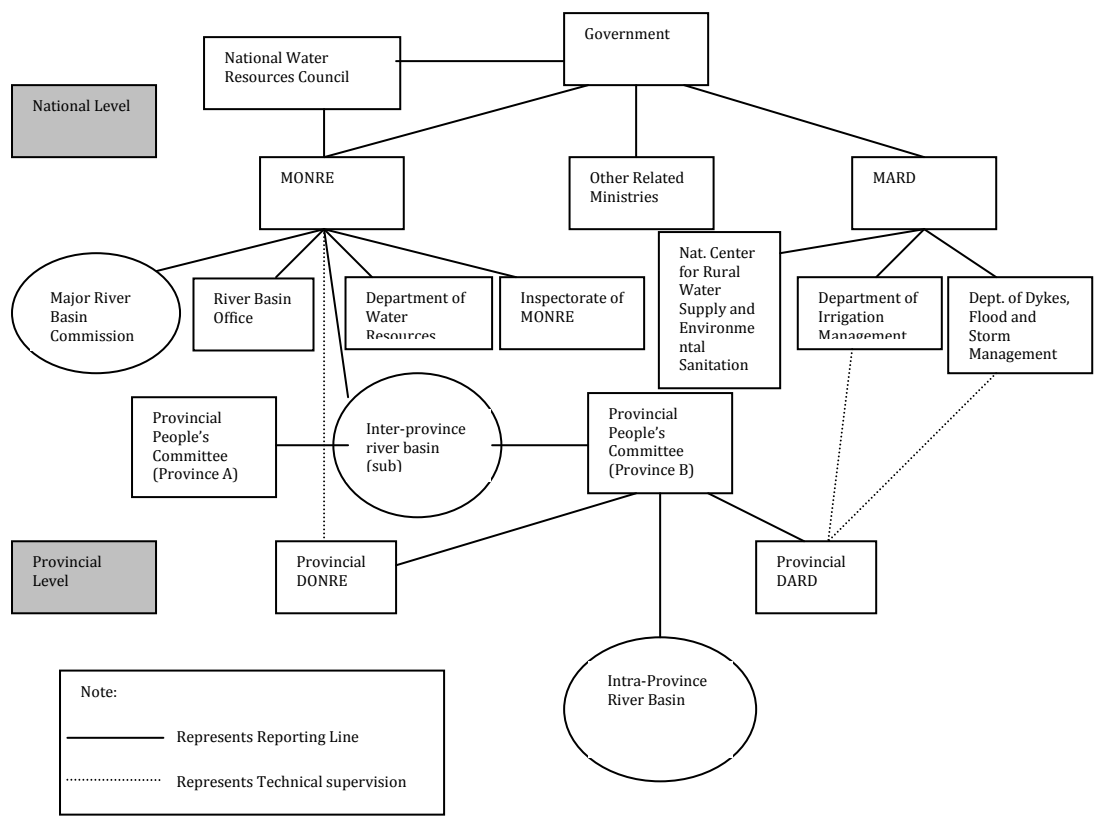 Government
National Water
Resources Council
National Level
MONRE
Other Related
Ministries
MARD
Major River
Basin
Commission
River Basin
Office
Department of
Water
Resources
Inspectorate of
MONRE
Nat. Center
for Rural
Water
Supply and
Environme
ntal
Sanitation
Department of
Irrigation
Management
Dept. of Dykes,
Flood and
Storm
Management
Provincial
People’s
Committee
(Province A)
Inter-province
river basin
(sub)
Provincial
People’s
Committee
(Province B)
Provincial
Level
Provincial
DONRE
Provincial
DARD
Intra-Province
River Basin
Note:
Represents Reporting Line
Represents Technical supervision